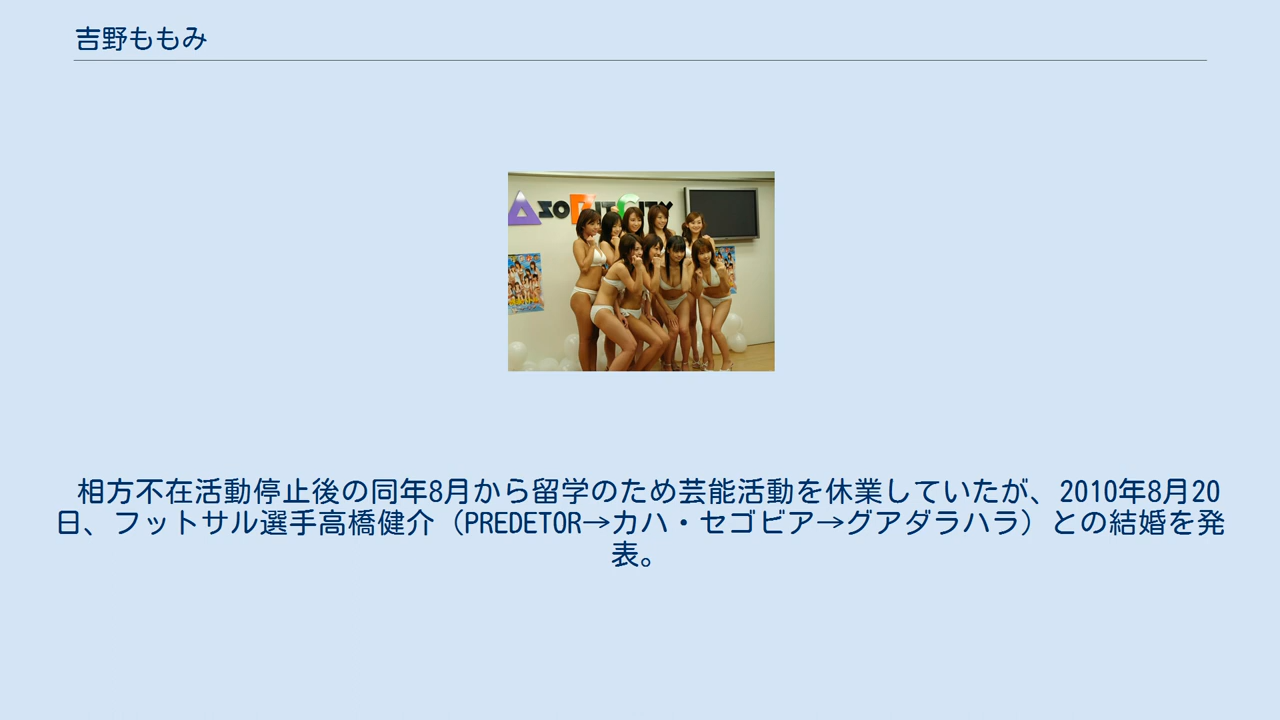 吉野ももみ
ASOBIT CITY
相方不在活動停止後の同年8月から留学のため芸能活動を休業していたが、2010年8月20
日、フットサル選手高橋健介（PREDETOR→カハ・セゴビア→グアダラハラ）との結婚を発
表。